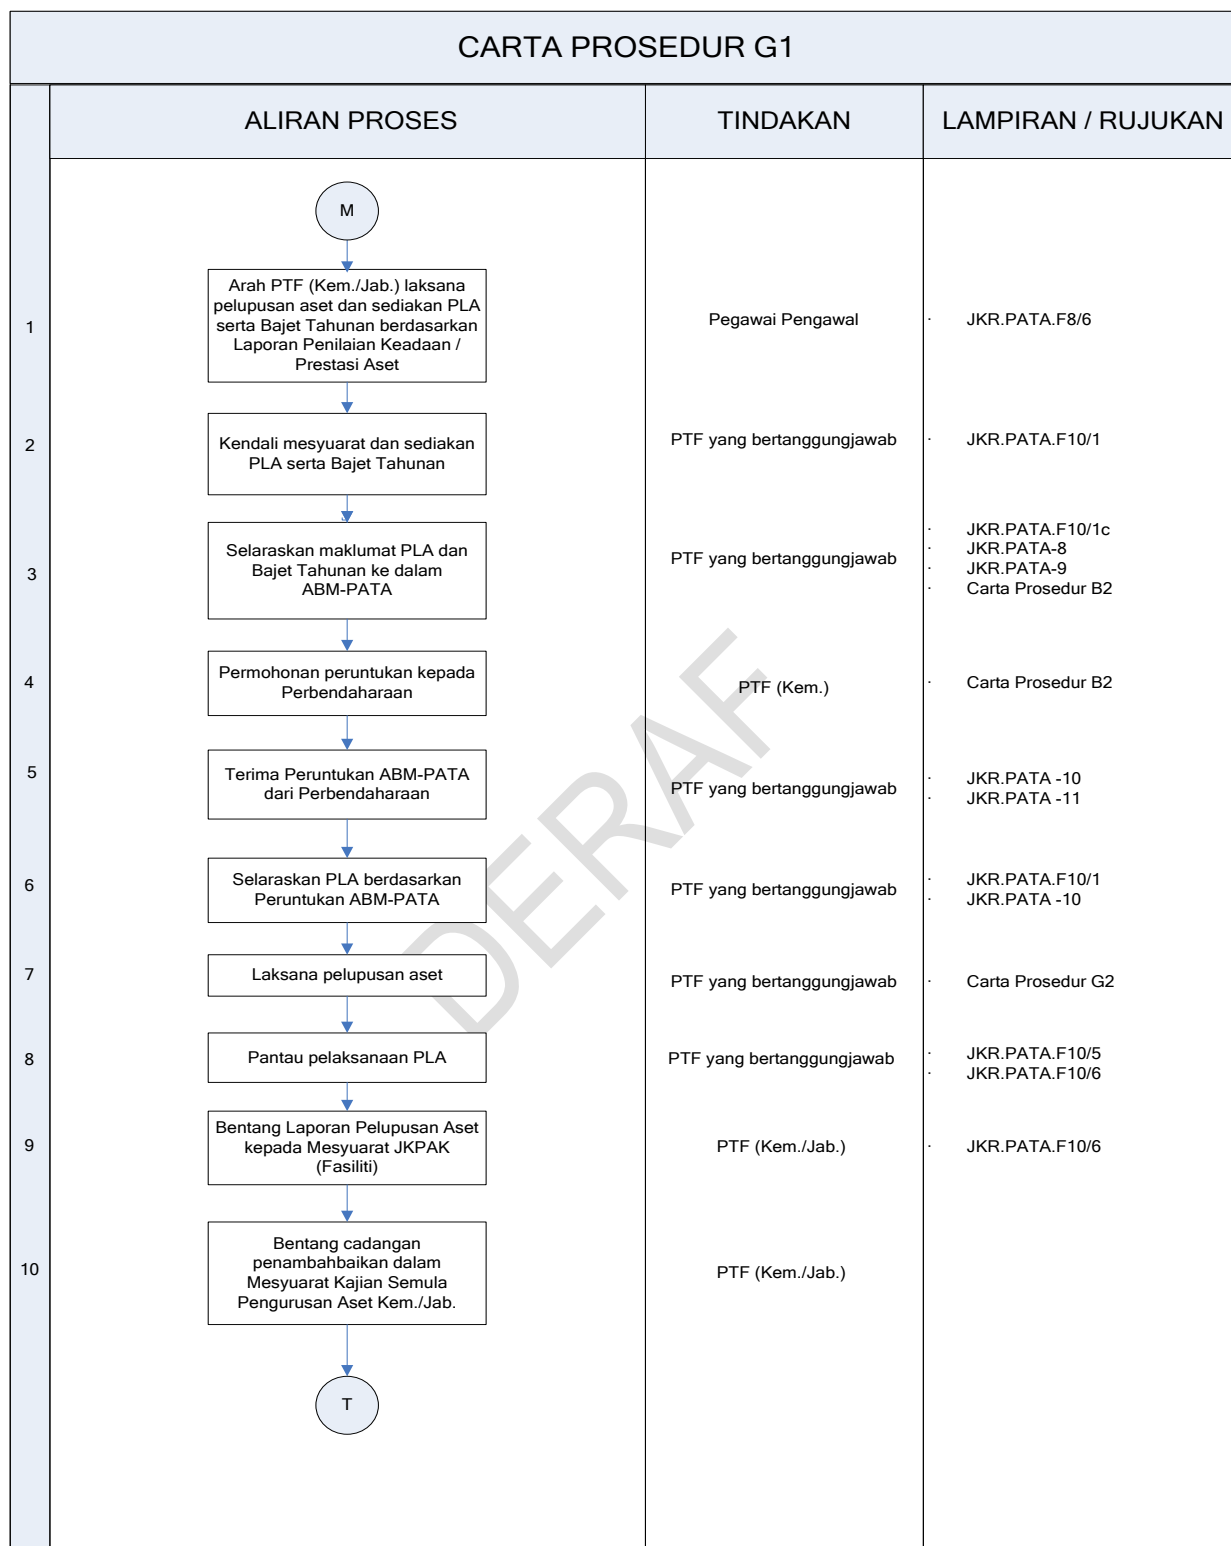 CARTA PROSEDUR G1
ALIRAN PROSES
TINDAKAN
LAMPIRAN / RUJUKAN
M
1
Arah PTF (Kem./Jab.) laksana
pelupusan aset dan sediakan PLA
serta Bajet Tahunan berdasarkan
Laporan Penilaian Keadaan /
Prestasi Aset
Pegawai Pengawal
· JKR.PATA.F8/6
2
Kendali mesyuarat dan sediakan
PLA serta Bajet Tahunan
PTF yang bertanggungjawab
· JKR.PATA.F10/1
3
Selaraskan maklumat PLA dan
Bajet Tahunan ke dalam
ABM-PATA
PTF yang bertanggungjawab
· JKR.PATA.F10/1c
· JKR.PATA-8
· JKR.PATA-9
· Carta Prosedur B2
4
Permohonan peruntukan kepada
Perbendaharaan
PTF (Kem.)
· Carta Prosedur B2
5
Terima Peruntukan ABM-PATA
dari Perbendaharaan
PTF yang bertanggungjawab
· JKR.PATA -10
· JKR.PATA -11
6
Selaraskan PLA berdasarkan
Peruntukan ABM-PATA
PTF yang bertanggungjawab
· JKR.PATA.F10/1
· JKR.PATA -10
7
Laksana pelupusan aset
PTF yang bertanggungjawab
· Carta Prosedur G2
8
Pantau pelaksanaan PLA
PTF yang bertanggungjawab
· JKR.PATA.F10/5
· JKR.PATA.F10/6
9
Bentang Laporan Pelupusan Aset
kepada Mesyuarat JKPAK
(Fasiliti)
PTF (Kem./Jab.)
· JKR.PATA.F10/6
10
Bentang cadangan
penambahbaikan dalam
Mesyuarat Kajian Semula
Pengurusan Aset Kem./Jab.
PTF (Kem./Jab.)
T
DERAF